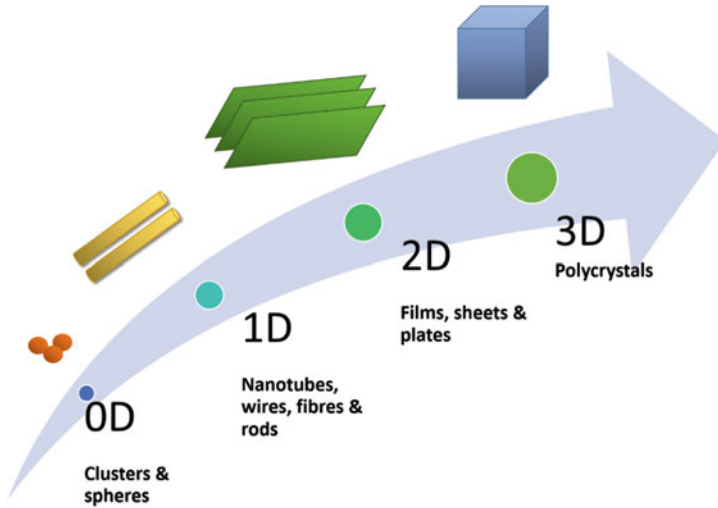 0D
Clusters &
spheres
1D
Nanotubes,
wires, fibres &
rods
2D
Films, sheets &
plates
3D
Polycrystals